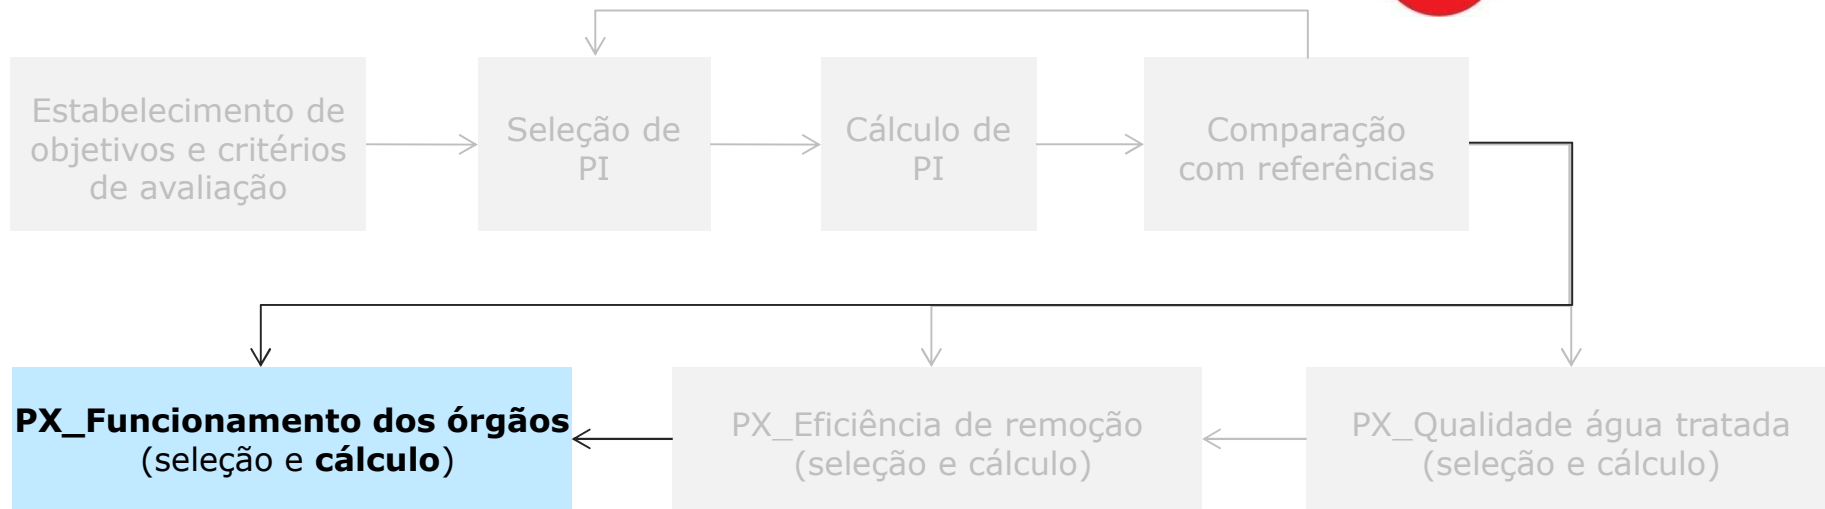 Estabelecimento de
objetivos e critérios
de avaliação
Seleção de
PI
Cálculo de
PI
Comparação
com referências
PX_Funcionamento dos órgãos
(seleção e cálculo)
PX_Eficiência de remoção
(seleção e cálculo)
PX_Qualidade água tratada
(seleção e cálculo)